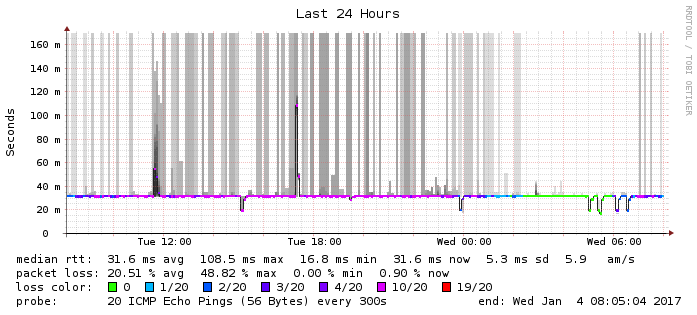 Last 24 Hours
RRDTOOL / TOBI OETIKER
Seconds
160 m
140 m
120 m
100 m
80 m
60 m
40 m
20 m
0
Tue 12:00 Tue 18:00 Wed 00:00 Wed 06:00
median rtt: 31.6 ms avg 108.5 ms max 16.8 ms min 31.6 ms now 5.3 ms sd 5.9 am/s
packet loss: 20.51 % avg 48.82 % max 0.00 % min 0.90 % now
loss color: 0 1/20 2/20 3/20 4/20 10/20 19/20
probe: 20 ICMP Echo Pings (56 Bytes) every 300s end: Wed Jan 4 08:05:04 2017